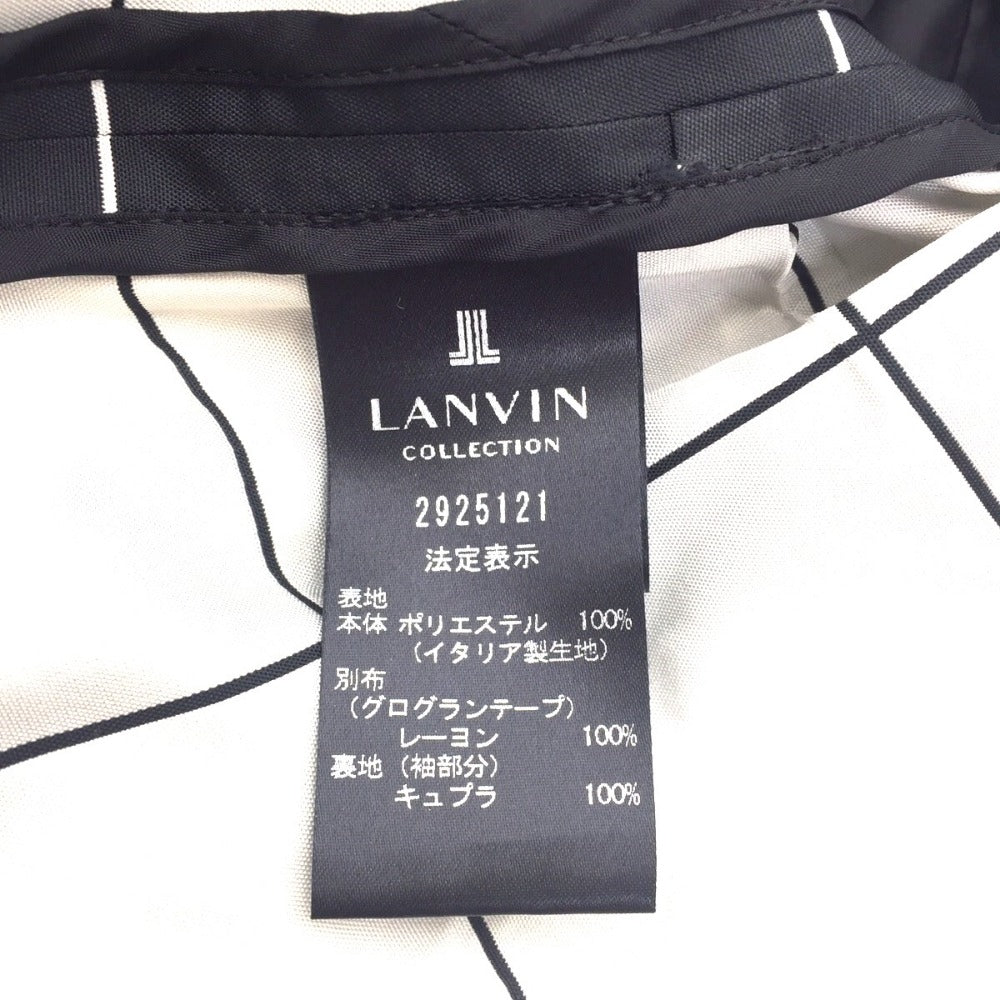 LANVIN
COLLECTION
2925121
法定表示
表地
本体 ポリエステル 100%
(イタリア製生地)
別布
(グログランテープ)
レーヨン 100%
裏地 (袖部分)
キュプラ 100%